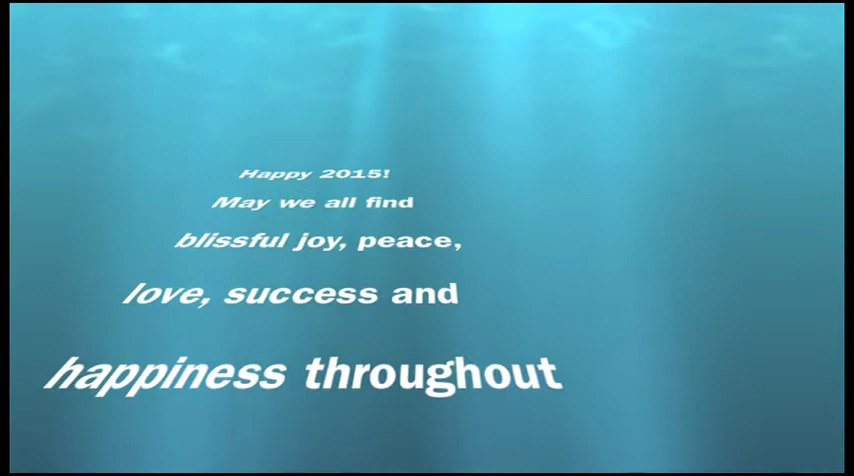 Happy 2015!
May we all find
blissful joy, peace,
love, success and
happiness throughout